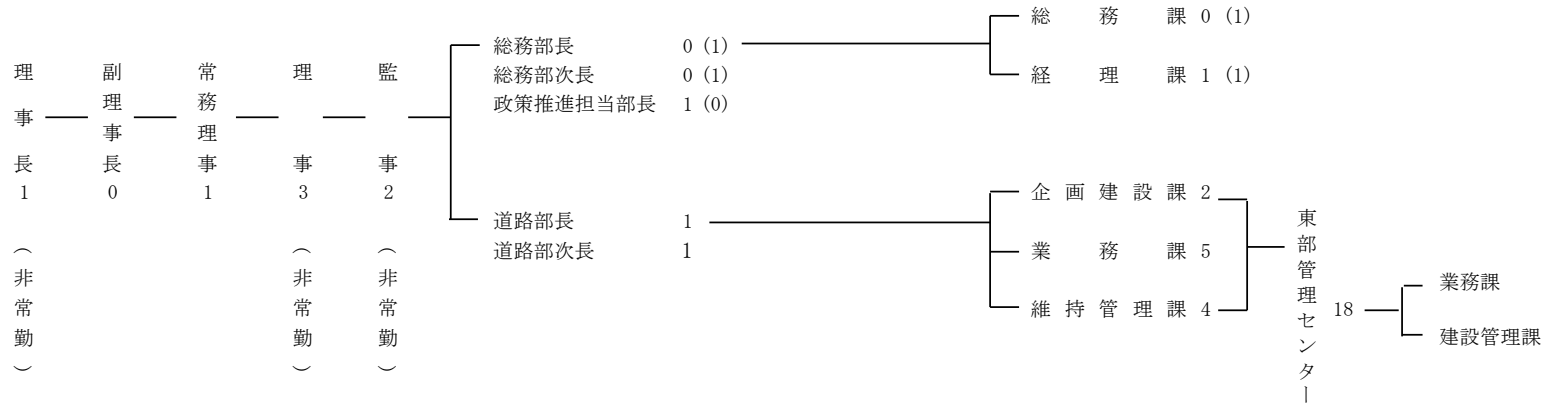 理事長 1 (非常勤)
副理事長 0
常務理事 1
理事 3 (非常勤)
監事 2 (非常勤)
総務部長 0 (1)
総務部次長 0 (1)
政策推進担当部長 1 (0)
総務課 0 (1)
経理課 1 (1)
道路部長 1
道路部次長 1
企画建設課 2
業務課 5
維持管理課 4
東部管理センター 18
業務課
建設管理課